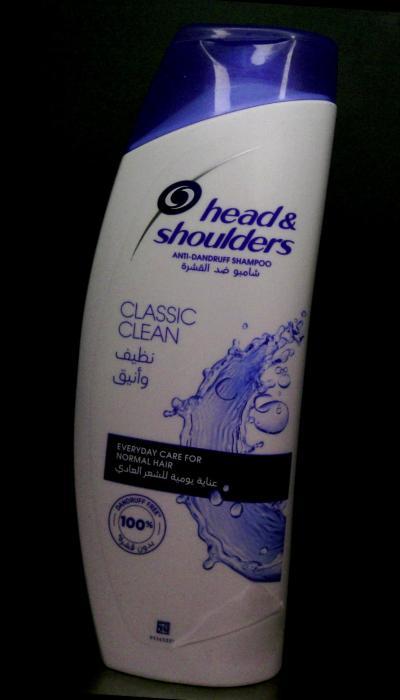 head&
shoulders
ANTI-DANDRUFF SHAMPOO
شامبو ضد القشرة
CLASSIC
CLEAN
نظيف
وأنيق
EVERYDAY CARE FOR
NORMAL HAIR
عناية يومية للشعر العادي
DANDRUFF FREE*
100%
بدون قشرة*